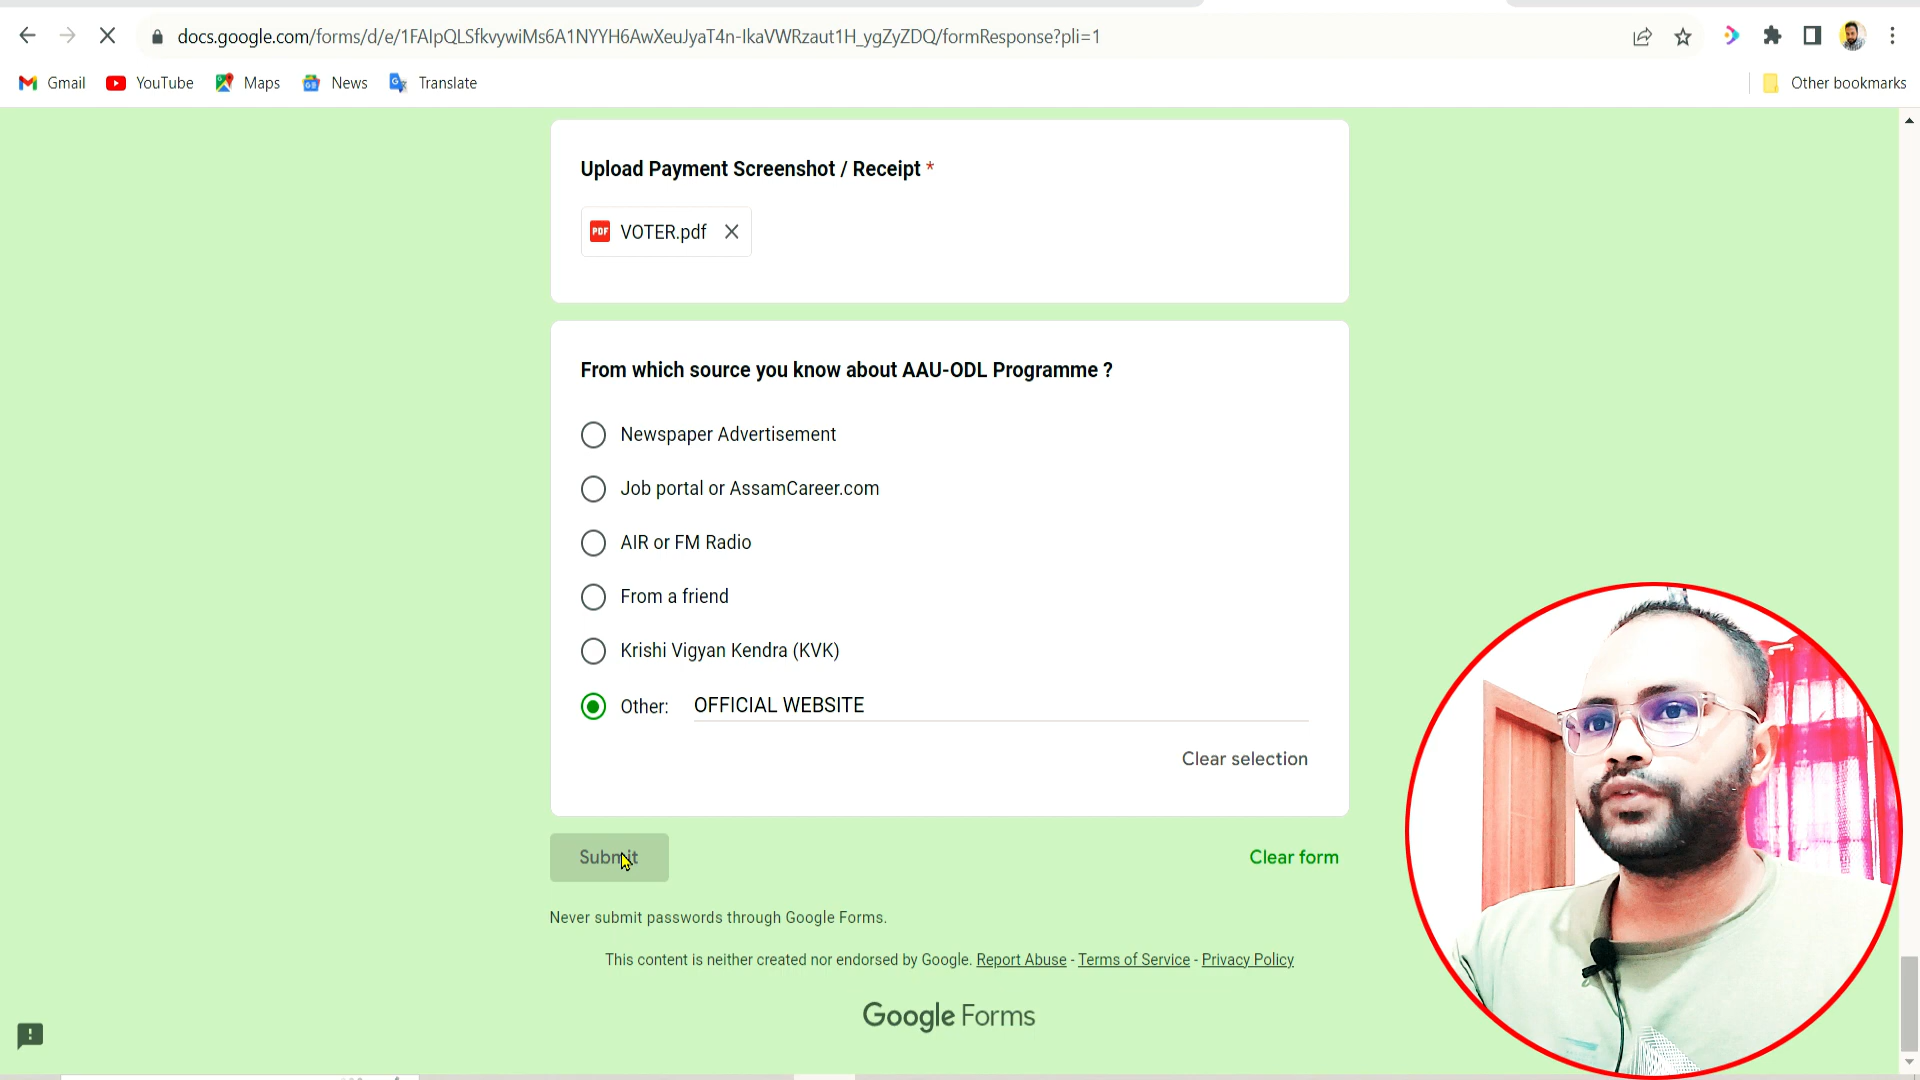 docs.google.com/forms/d/e/1FAIpQLSfkvywiMs6A1NYYH6AwXeuJyaT4n-IkaVWRzaut1H_ygZyZDQ/formResponse?pli=1
Gmail YouTube Maps News Translate Other bookmarks
Upload Payment Screenshot / Receipt *
PDF VOTER.pdf
From which source you know about AAU-ODL Programme ?
Newspaper Advertisement
Job portal or AssamCareer.com
AIR or FM Radio
From a friend
Krishi Vigyan Kendra (KVK)
Other: OFFICIAL WEBSITE
Clear selection
Submit Clear form
Never submit passwords through Google Forms.
This content is neither created nor endorsed by Google. Report Abuse - Terms of Service - Privacy Policy
Google Forms